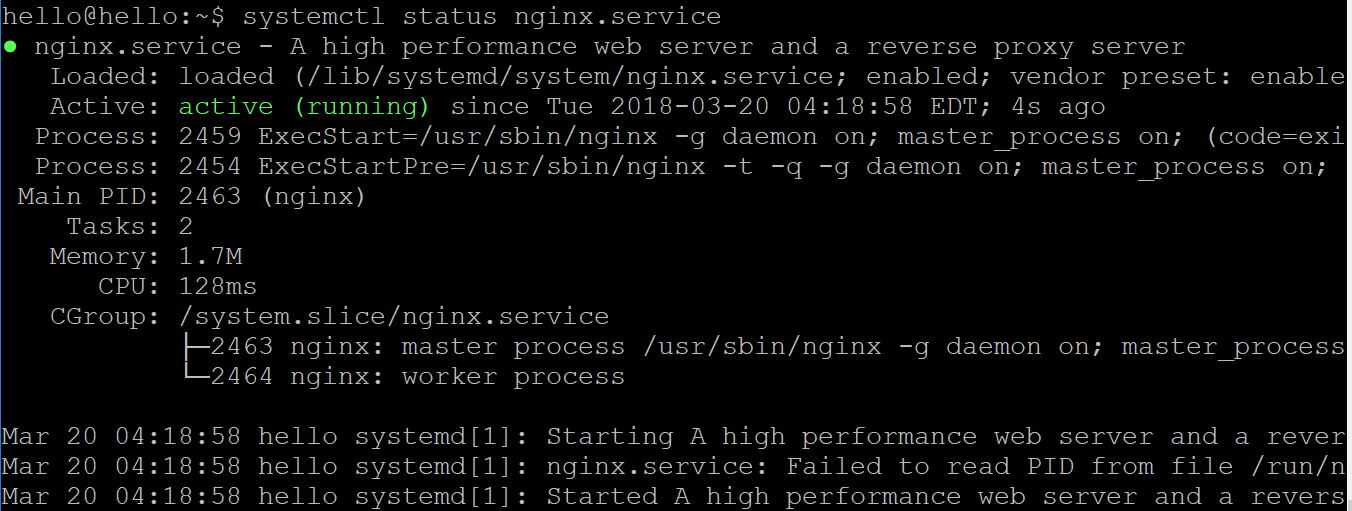 hello@hello:~$ systemctl status nginx.service
● nginx.service - A high performance web server and a reverse proxy server
   Loaded: loaded (/lib/systemd/system/nginx.service; enabled; vendor preset: enable
   Active: active (running) since Tue 2018-03-20 04:18:58 EDT; 4s ago
  Process: 2459 ExecStart=/usr/sbin/nginx -g daemon on; master_process on; (code=exi
  Process: 2454 ExecStartPre=/usr/sbin/nginx -t -q -g daemon on; master_process on;
 Main PID: 2463 (nginx)
    Tasks: 2
   Memory: 1.7M
      CPU: 128ms
   CGroup: /system.slice/nginx.service
           ├─2463 nginx: master process /usr/sbin/nginx -g daemon on; master_process
           └─2464 nginx: worker process

Mar 20 04:18:58 hello systemd[1]: Starting A high performance web server and a rever
Mar 20 04:18:58 hello systemd[1]: nginx.service: Failed to read PID from file /run/n
Mar 20 04:18:58 hello systemd[1]: Started A high performance web server and a revers